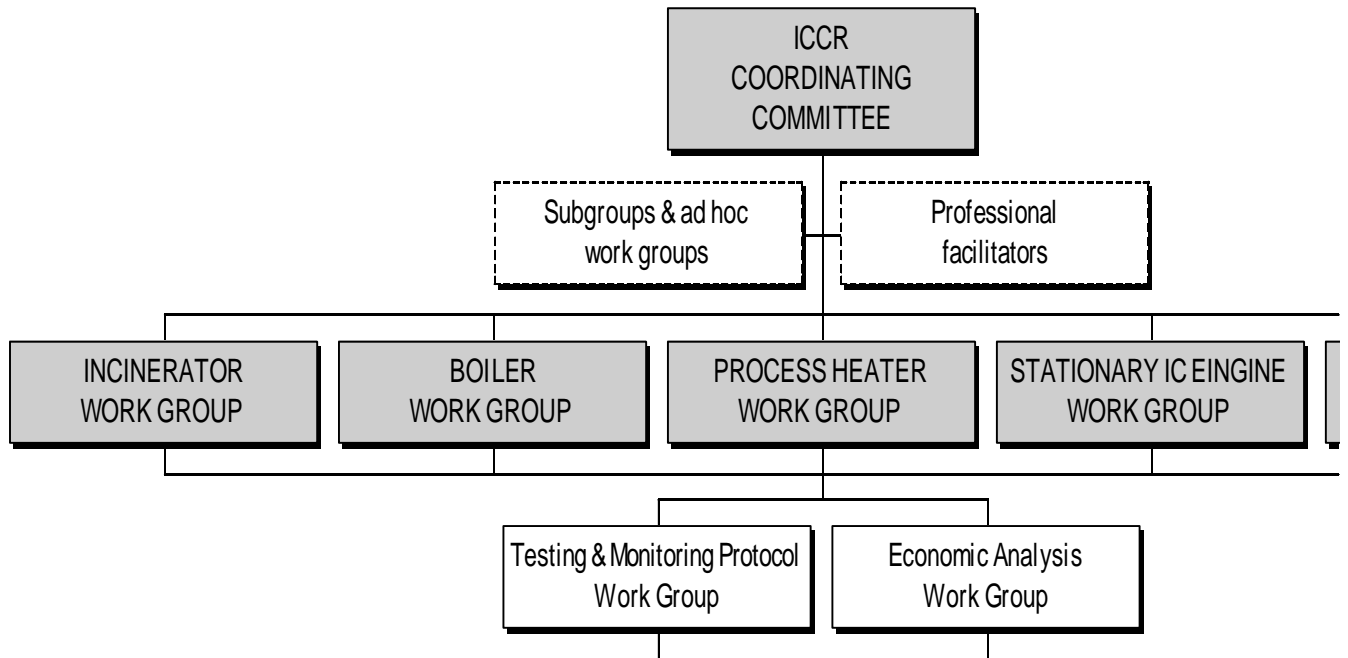 ICCR
COORDINATING
COMMITTEE
Subgroups & ad hoc
work groups
Professional
facilitators
INCINERATOR
WORK GROUP
BOILER
WORK GROUP
PROCESS HEATER
WORK GROUP
STATIONARY IC EINGINE
WORK GROUP
Testing & Monitoring Protocol
Work Group
Economic Analysis
Work Group